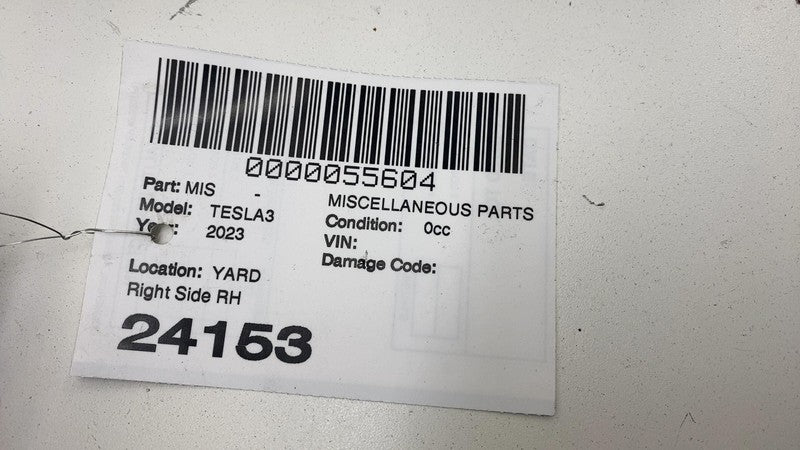 0000055604
Part: MIS - MISCELLANEOUS PARTS
Model: TESLA3 Condition: 0cc
2023 VIN:
Damage Code:
Location: YARD
Right Side RH
24153